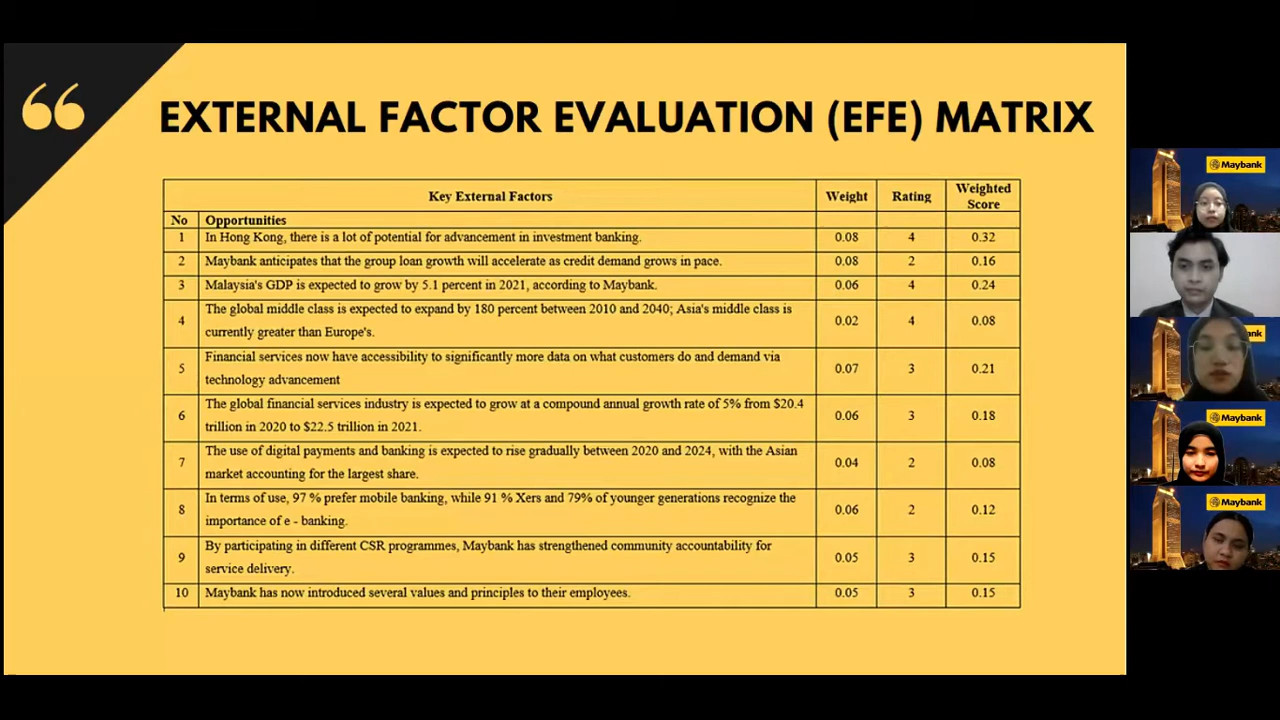 “
EXTERNAL FACTOR EVALUATION (EFE) MATRIX
Key External Factors Weight Rating Weighted Score
No Opportunities
1 In Hong Kong, there is a lot of potential for advancement in investment banking. 0.08 4 0.32
2 Maybank anticipates that the group loan growth will accelerate as credit demand grows in pace. 0.08 2 0.16
3 Malaysia's GDP is expected to grow by 5.1 percent in 2021, according to Maybank. 0.06 4 0.24
4 The global middle class is expected to expand by 180 percent between 2010 and 2040; Asia's middle class is
currently greater than Europe's. 0.02 4 0.08
5 Financial services now have accessibility to significantly more data on what customers do and demand via
technology advancement 0.07 3 0.21
6 The global financial services industry is expected to grow at a compound annual growth rate of 5% from $20.4
trillion in 2020 to $22.5 trillion in 2021. 0.06 3 0.18
7 The use of digital payments and banking is expected to rise gradually between 2020 and 2024, with the Asian
market accounting for the largest share. 0.04 2 0.08
8 In terms of use, 97 % prefer mobile banking, while 91 % Xers and 79% of younger generations recognize the
importance of e - banking. 0.06 2 0.12
9 By participating in different CSR programmes, Maybank has strengthened community accountability for
service delivery. 0.05 3 0.15
10 Maybank has now introduced several values and principles to their employees. 0.05 3 0.15
Maybank
nk
Maybank
Maybank